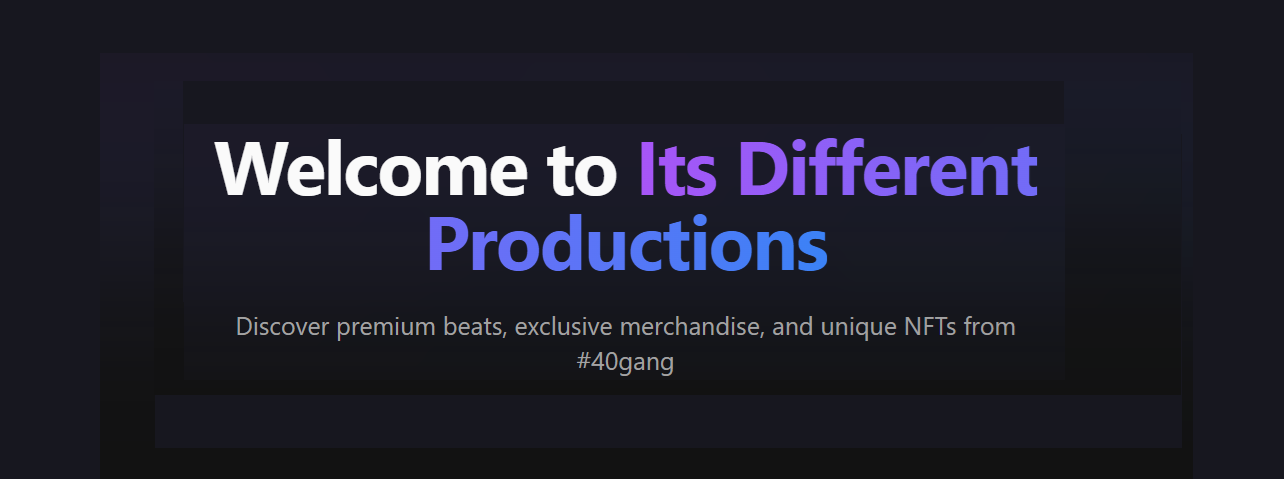 Welcome to Its Different
Productions
Discover premium beats, exclusive merchandise, and unique NFTs from
#40gang